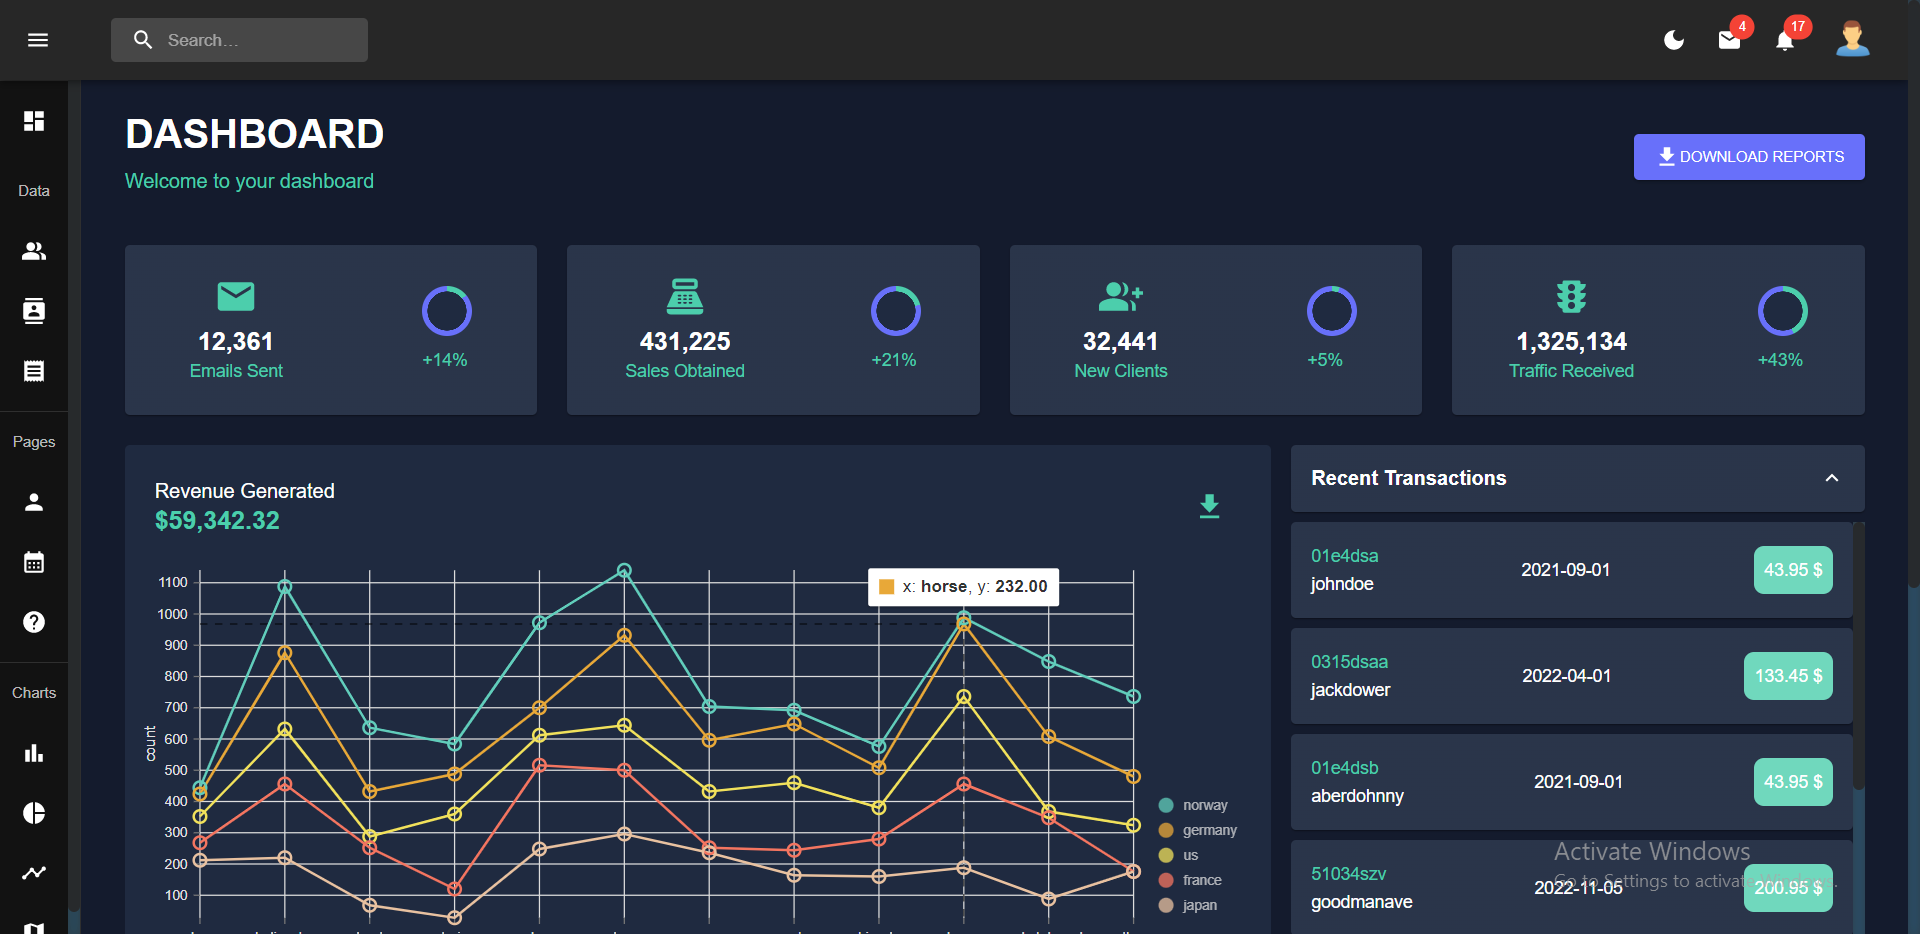 Search...
4
17
DASHBOARD
Welcome to your dashboard
DOWNLOAD REPORTS
Data
Pages
Charts
12,361
Emails Sent
+14%
431,225
Sales Obtained
+21%
32,441
New Clients
+5%
1,325,134
Traffic Received
+43%
Revenue Generated
$59,342.32
x: horse, y: 232.00
1100
1000
900
800
700
600
500
400
300
200
100
count
norway
germany
us
france
japan
Recent Transactions
01e4dsa
johndoe
2021-09-01
43.95 $
0315dsaa
jackdower
2022-04-01
133.45 $
01e4dsb
aberdohnny
2021-09-01
43.95 $
51034szv
goodmanave
2022-11-05
200.95 $
Activate Windows
Go to Settings to activate Windows.